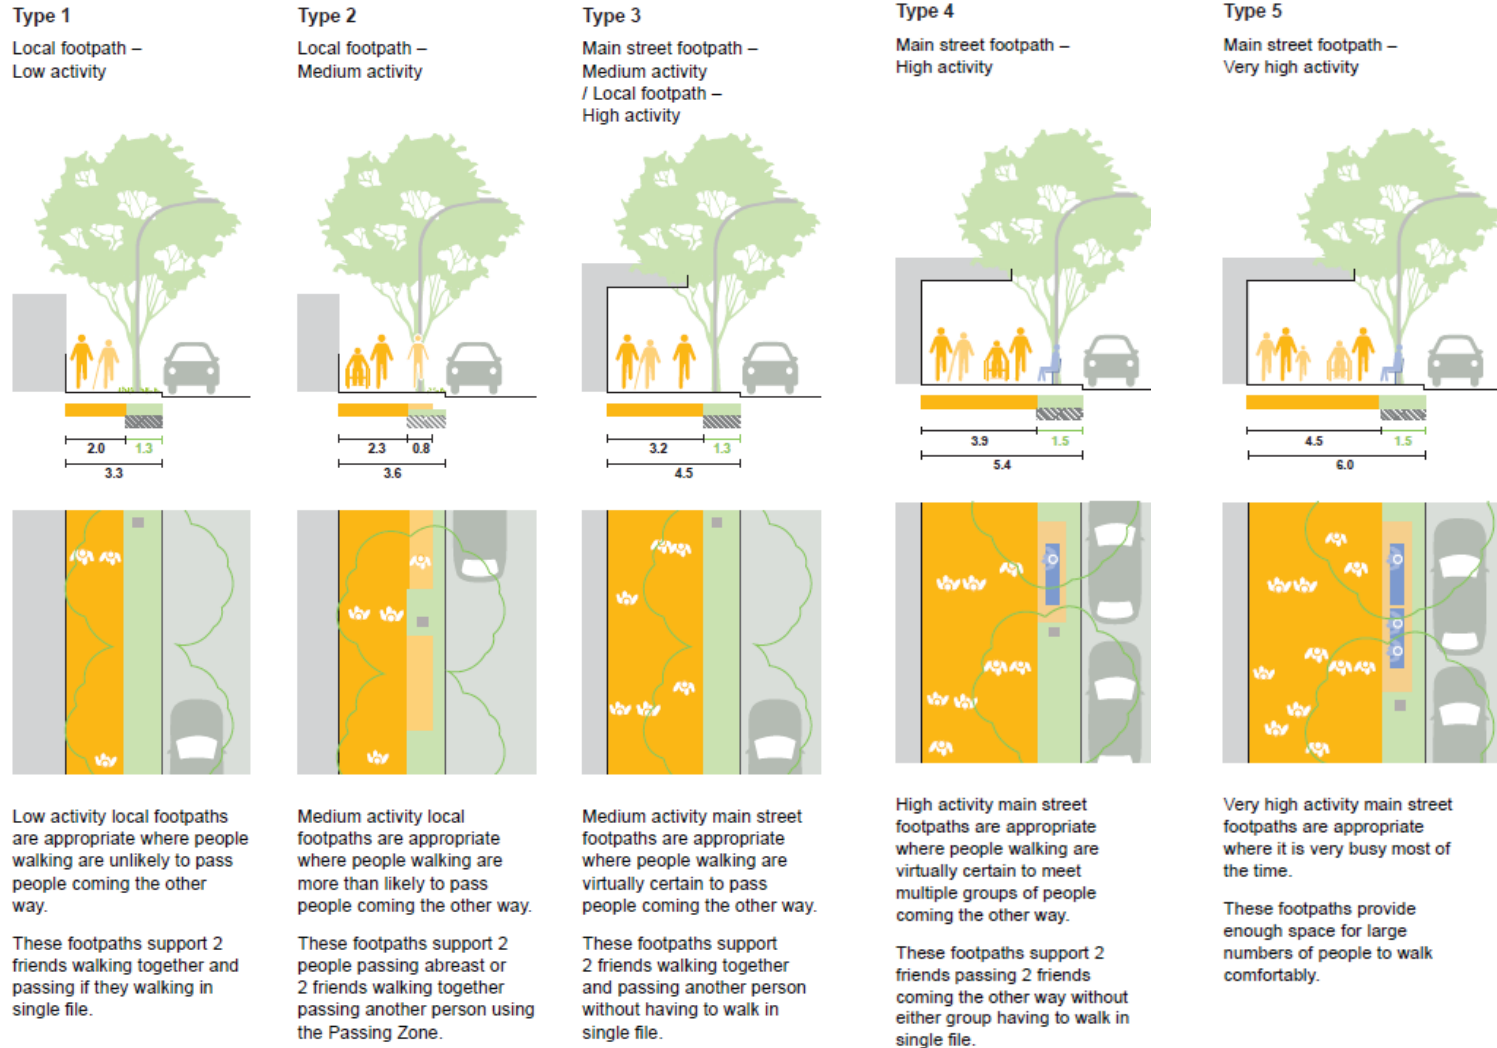 Type 1
Local footpath –
Low activity
2.0
1.3
3.3
Low activity local footpaths
are appropriate where people
walking are unlikely to pass
people coming the other
way.
These footpaths support 2
friends walking together and
passing if they walking in
single file.
Type 2
Local footpath –
Medium activity
2.3
0.8
3.6
Medium activity local
footpaths are appropriate
where people walking are
more than likely to pass
people coming the other way.
These footpaths support 2
people passing abreast or
2 friends walking together
passing another person using
the Passing Zone.
Type 3
Main street footpath –
Medium activity
/ Local footpath –
High activity
3.2
1.3
4.5
Medium activity main street
footpaths are appropriate
where people walking are
virtually certain to pass
people coming the other way.
These footpaths support
2 friends walking together
and passing another person
without having to walk in
single file.
Type 4
Main street footpath –
High activity
3.9
1.5
5.4
High activity main street
footpaths are appropriate
where people walking are
virtually certain to meet
multiple groups of people
coming the other way.
These footpaths support 2
friends passing 2 friends
coming the other way without
either group having to walk in
single file.
Type 5
Main street footpath –
Very high activity
4.5
1.5
6.0
Very high activity main street
footpaths are appropriate
where it is very busy most of
the time.
These footpaths provide
enough space for large
numbers of people to walk
comfortably.